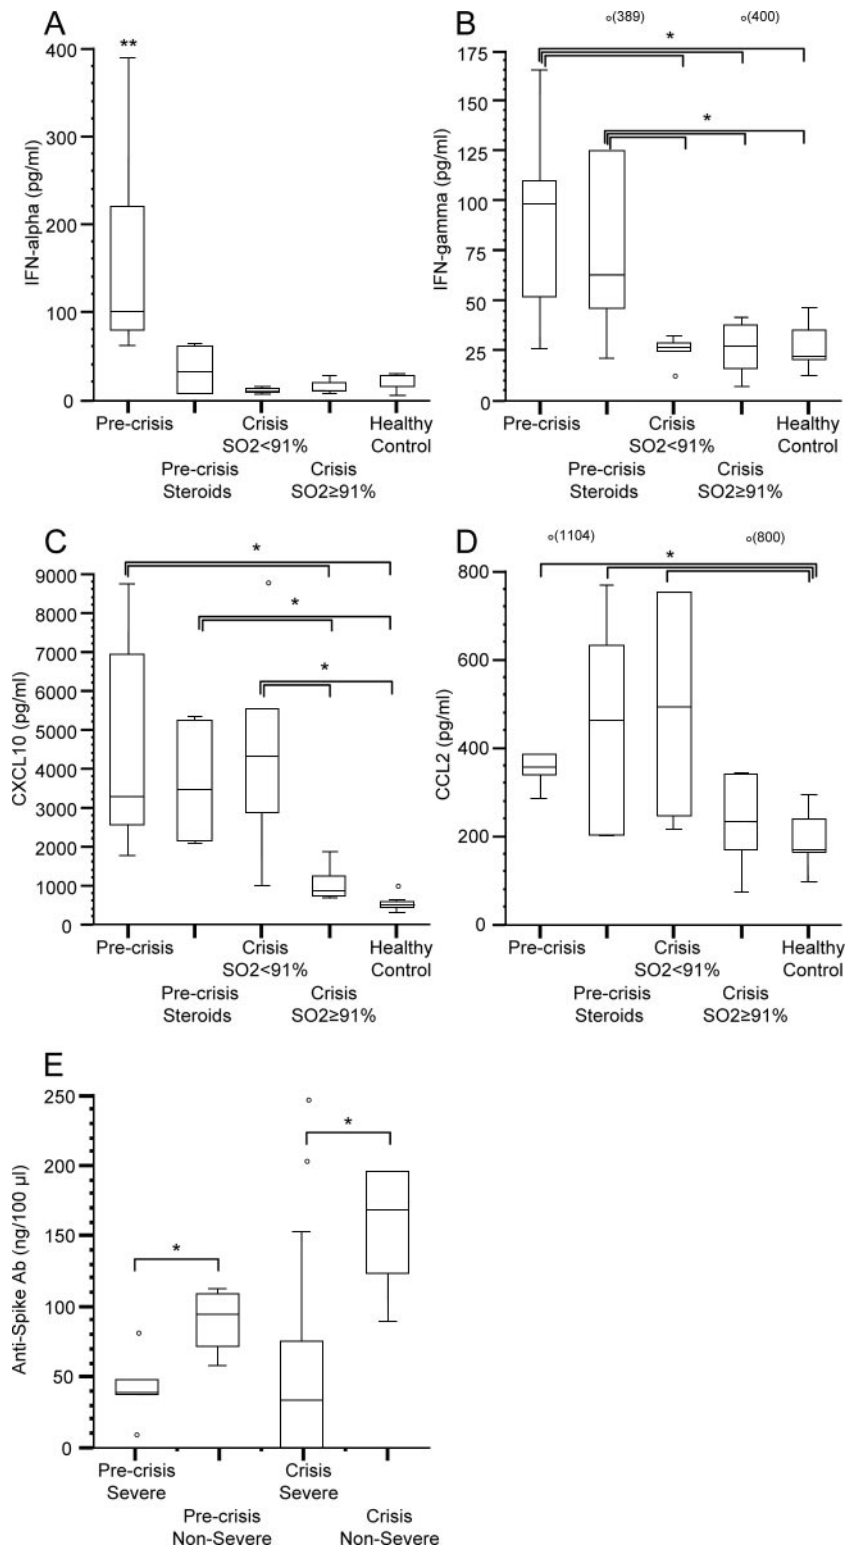 A
**
400
300
200
100
0
IFN-alpha (pg/ml)
Pre-crisis
Pre-crisis
Steroids
Crisis
SO2<91%
Crisis
SO2≥91%
Healthy
Control
B
(389)
(400)
*
*
175
150
125
100
75
50
25
0
IFN-gamma (pg/ml)
Pre-crisis
Pre-crisis
Steroids
Crisis
SO2<91%
Crisis
SO2≥91%
Healthy
Control
C
*
*
*
9000
8000
7000
6000
5000
4000
3000
2000
1000
0
CXCL10 (pg/ml)
Pre-crisis
Pre-crisis
Steroids
Crisis
SO2<91%
Crisis
SO2≥91%
Healthy
Control
D
(1104)
(800)
*
800
600
400
200
0
CCL2 (pg/ml)
Pre-crisis
Pre-crisis
Steroids
Crisis
SO2<91%
Crisis
SO2≥91%
Healthy
Control
E
*
*
250
200
150
100
50
0
Anti-Spike Ab (ng/100 µl)
Pre-crisis
Severe
Pre-crisis
Non-Severe
Crisis
Severe
Crisis
Non-Severe